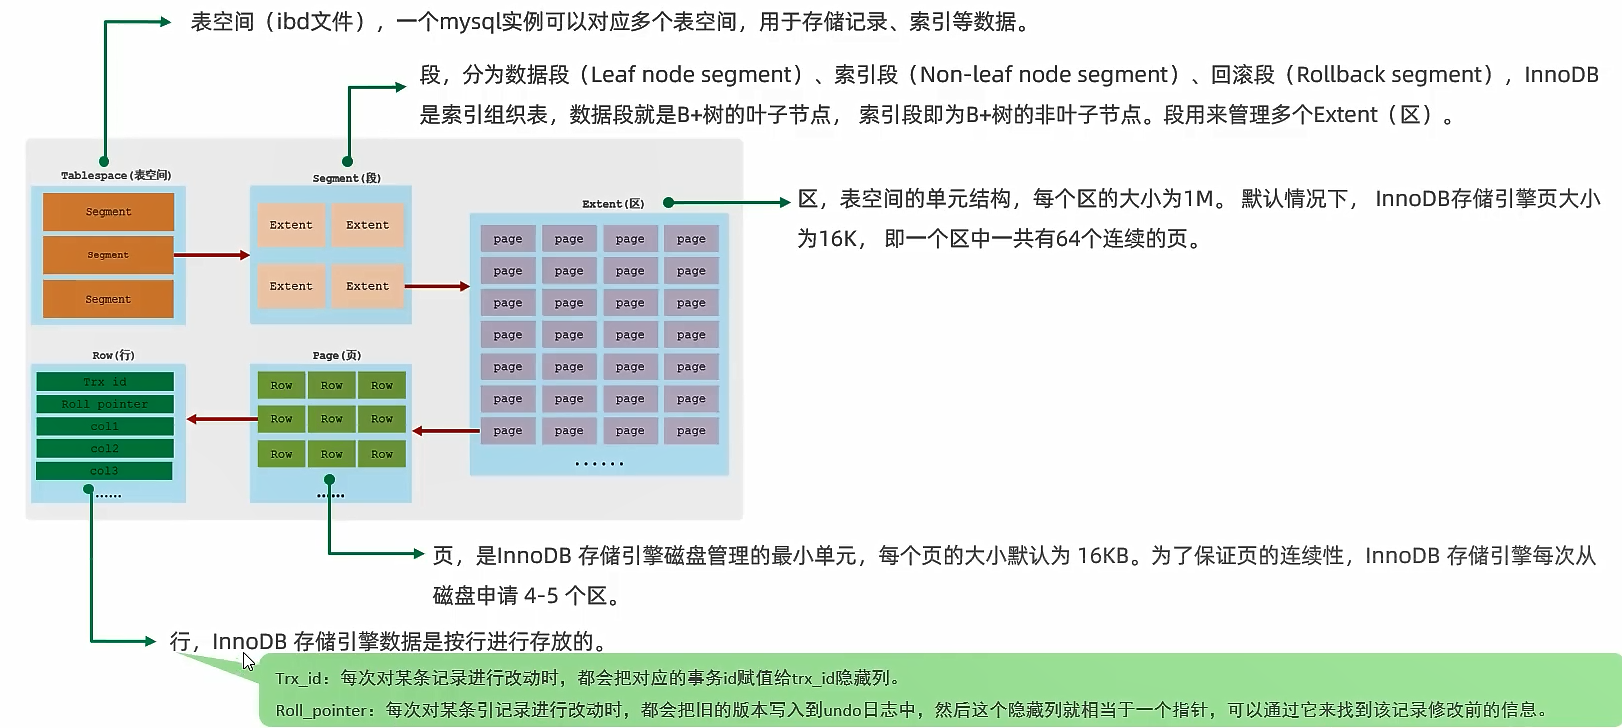 表空间（ibd文件），一个mysql实例可以对应多个表空间，用于存储记录、索引等数据。
段，分为数据段（Leaf node segment）、索引段（Non-leaf node segment）、回滚段（Rollback segment），InnoDB
是索引组织表，数据段就是B+树的叶子节点， 索引段即为B+树的非叶子节点。段用来管理多个Extent（区）。
Tablespace(表空间)
Segment
Segment
Segment
Segment(段)
Extent Extent
Extent Extent
Extent(区)
page page page page
page page page page
page page page page
page page page page
page page page page
page page page page
page page page page
......
区，表空间的单元结构，每个区的大小为1M。 默认情况下， InnoDB存储引擎页大小
为16K， 即一个区中一共有64个连续的页。
Row(行)
Trx id
Roll pointer
col1
col2
col3
......
Page(页)
Row Row Row
Row Row Row
Row Row Row
......
页，是InnoDB 存储引擎磁盘管理的最小单元，每个页的大小默认为 16KB。为了保证页的连续性，InnoDB 存储引擎每次从
磁盘申请 4-5 个区。
行，InnoDB 存储引擎数据是按行进行存放的。
Trx_id：每次对某条记录进行改动时，都会把对应的事务id赋值给trx_id隐藏列。
Roll_pointer：每次对某条引记录进行改动时，都会把旧的版本写入到undo日志中，然后这个隐藏列就相当于一个指针，可以通过它来找到该记录修改前的信息。